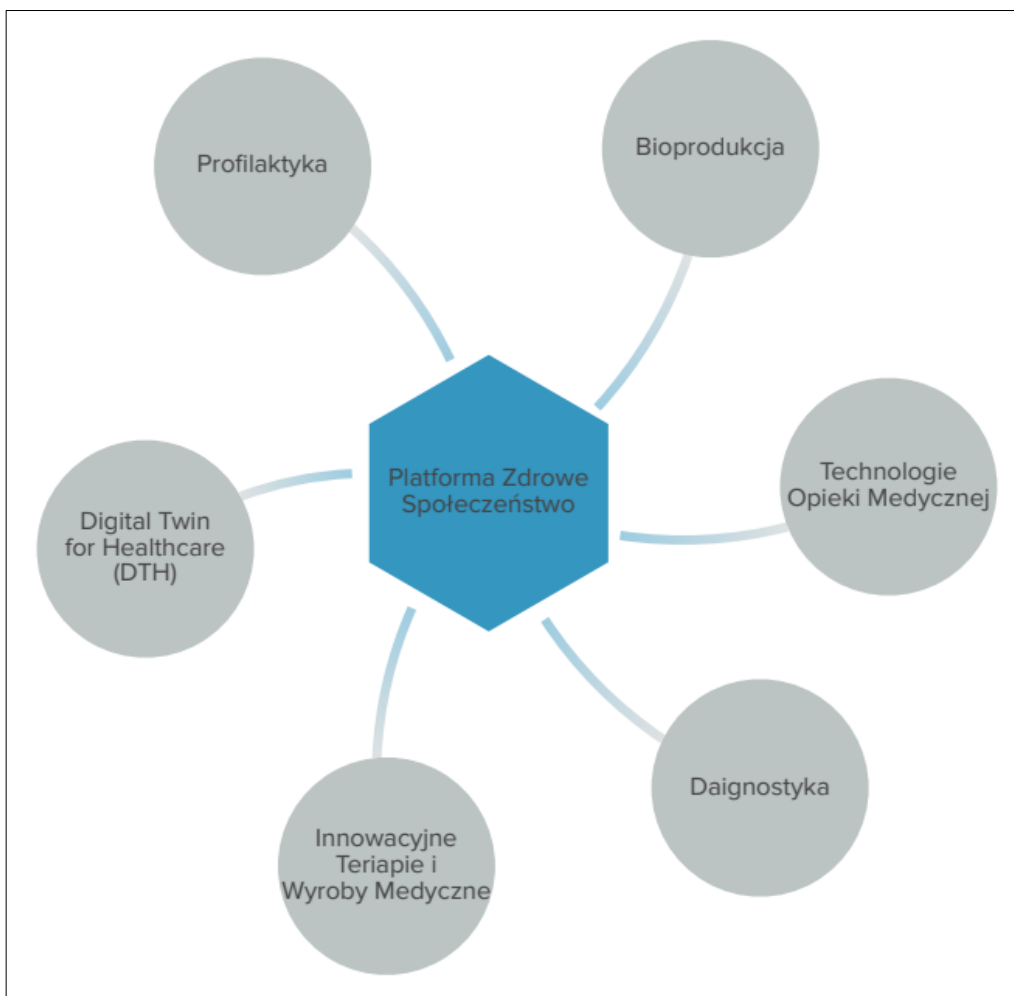 Profilaktyka
Bioprodukcja
Platforma Zdrowe
Społeczeństwo
Technologie
Opieki Medycznej
Digital Twin
for Healthcare
(DTH)
Daignostyka
Innowacyjne
Teriapie i
Wyroby Medyczne